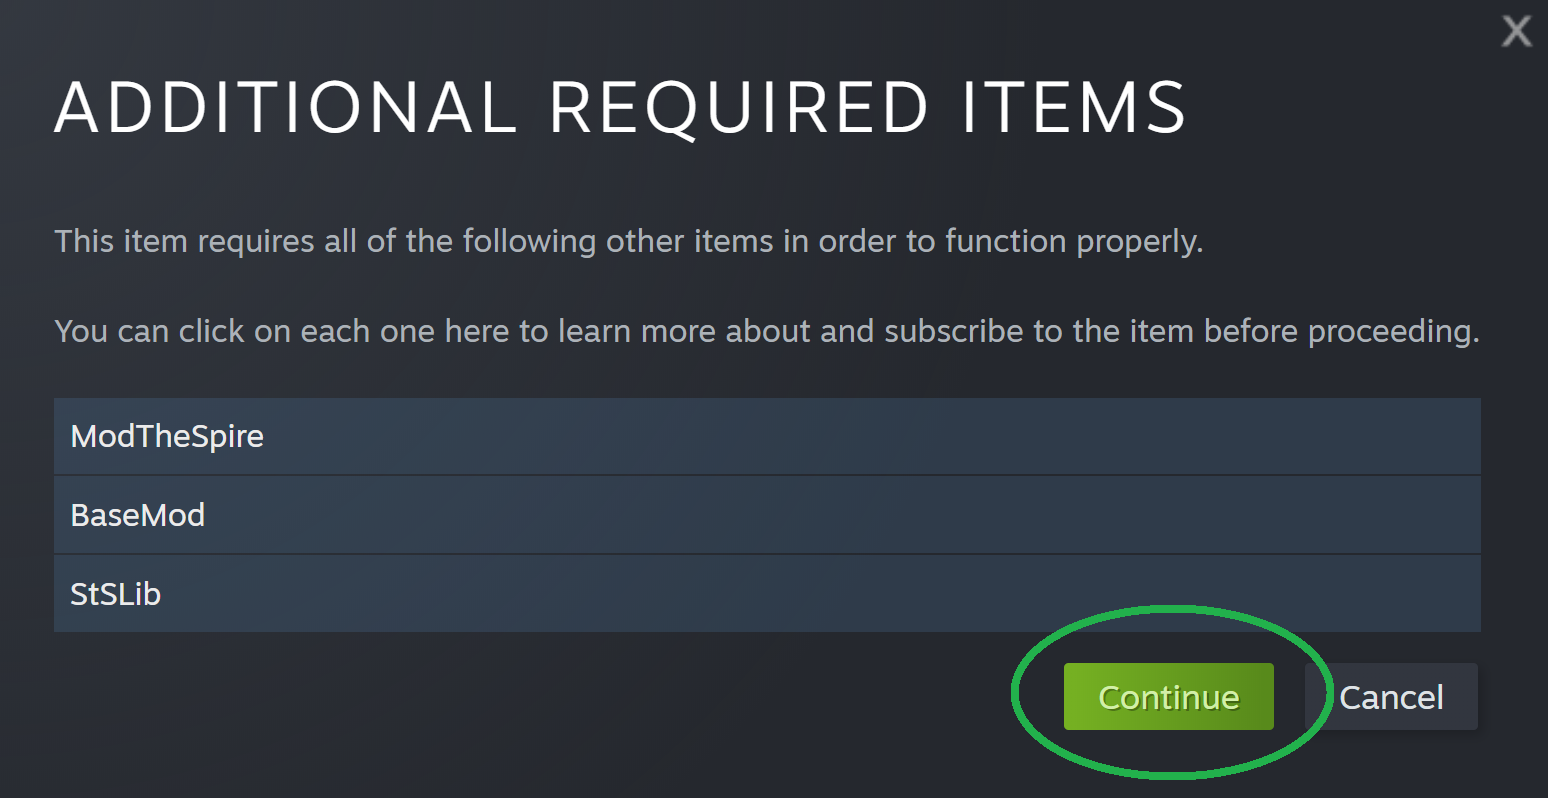 X
ADDITIONAL REQUIRED ITEMS
This item requires all of the following other items in order to function properly.
You can click on each one here to learn more about and subscribe to the item before proceeding.
ModTheSpire
BaseMod
StSLib
Continue
Cancel